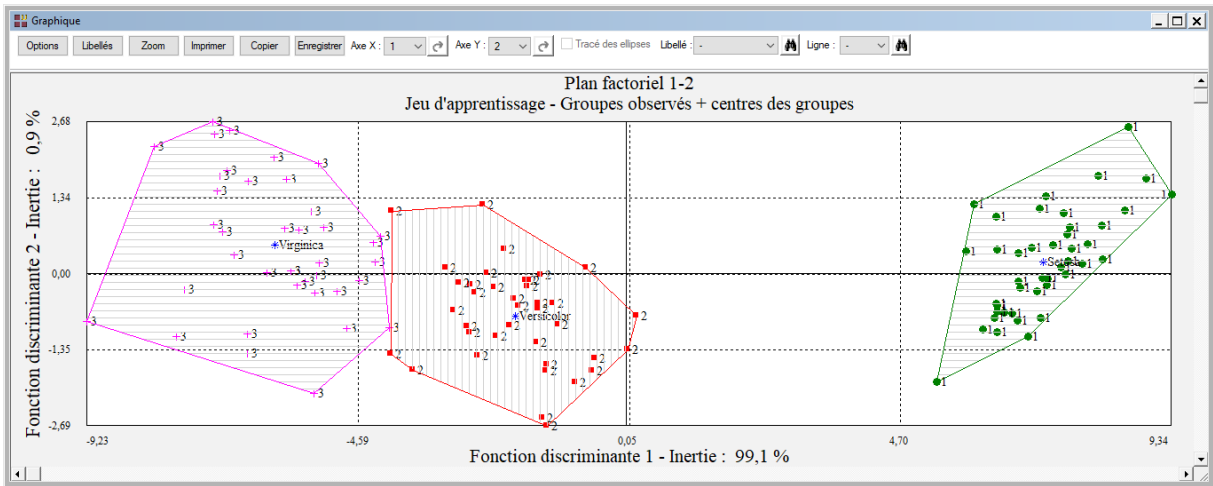 Graphique
Options Libellés Zoom Imprimer Copier Enregistrer Axe X : 1 Axe Y : 2 Tracé des ellipses Libellé : - Ligne : -
Plan factoriel 1-2
Jeu d'apprentissage - Groupes observés + centres des groupes
Fonction discriminante 2 - Inertie : 0,9 %
2,68
1,34
0,00
-1,35
-2,69
Virginica
Versicolor
Setosa
-9,23 -4,59 0,05 4,70 9,34
Fonction discriminante 1 - Inertie : 99,1 %